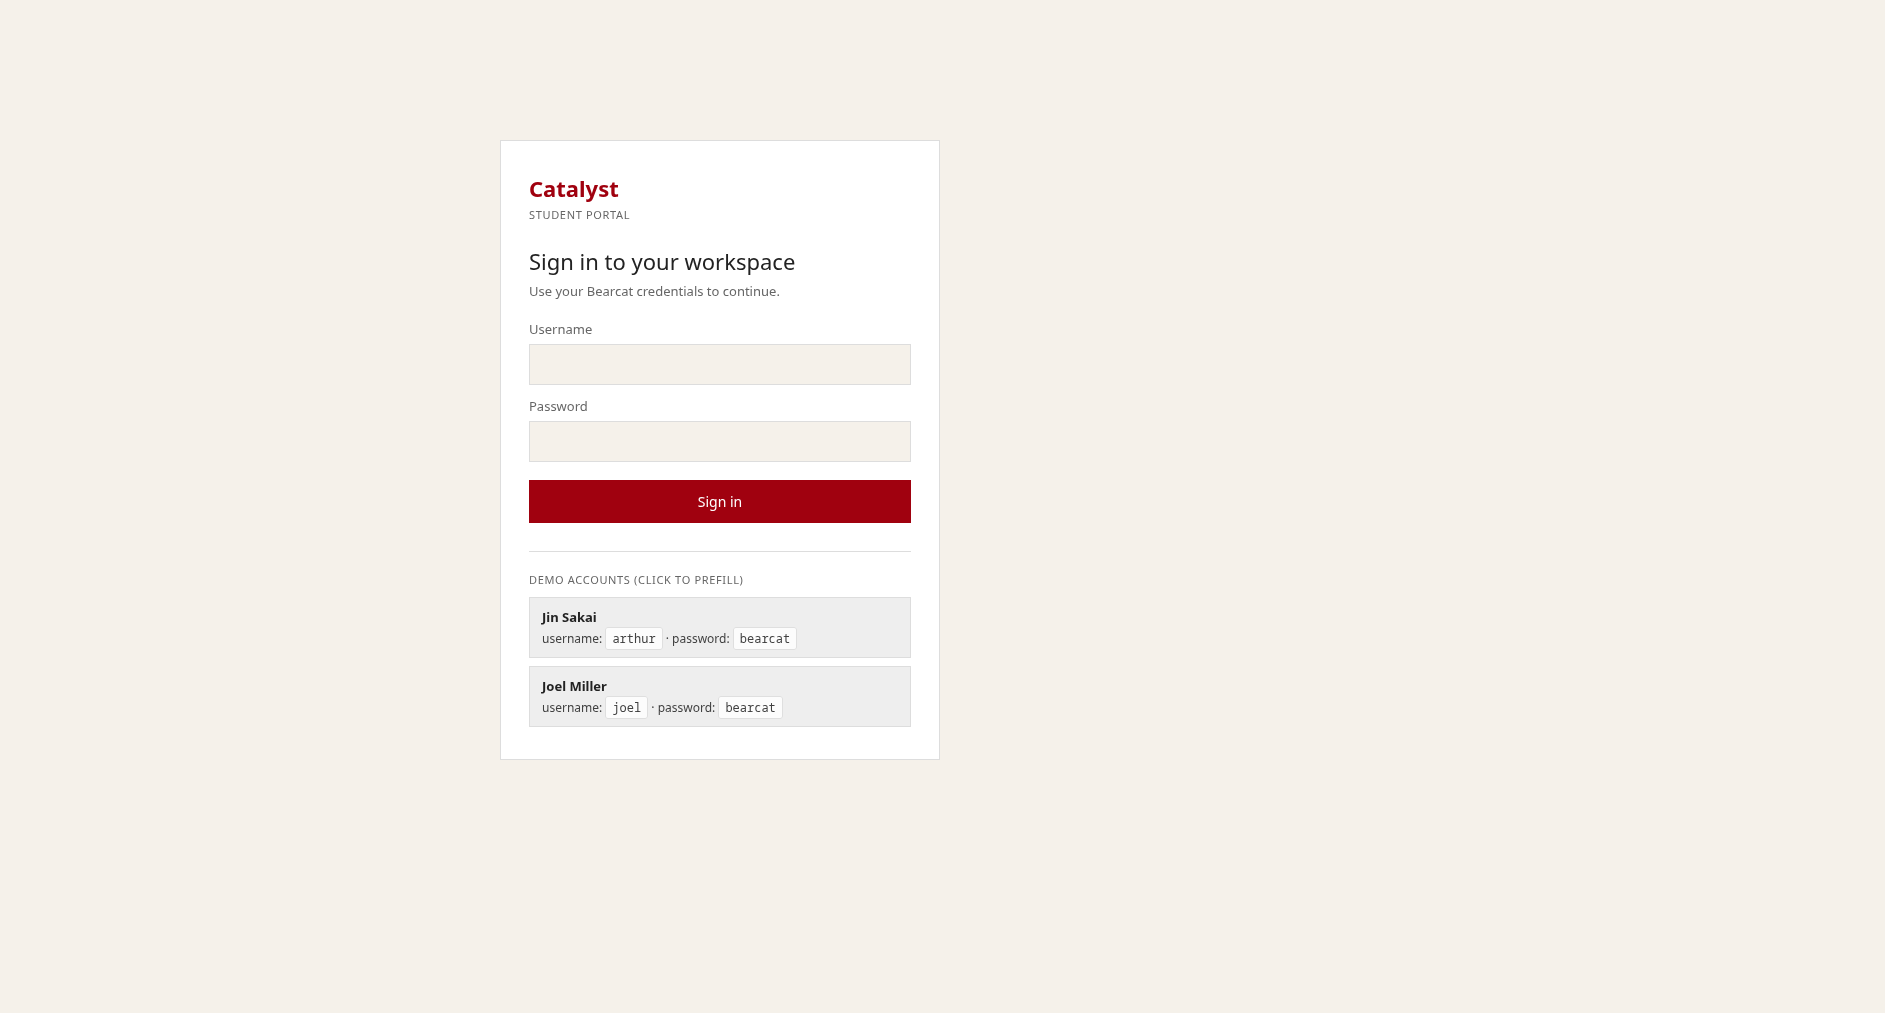 Catalyst
STUDENT PORTAL
Sign in to your workspace
Use your Bearcat credentials to continue.
Username
Password
Sign in
DEMO ACCOUNTS (CLICK TO PREFILL)
Jin Sakai
username: arthur · password: bearcat
Joel Miller
username: joel · password: bearcat